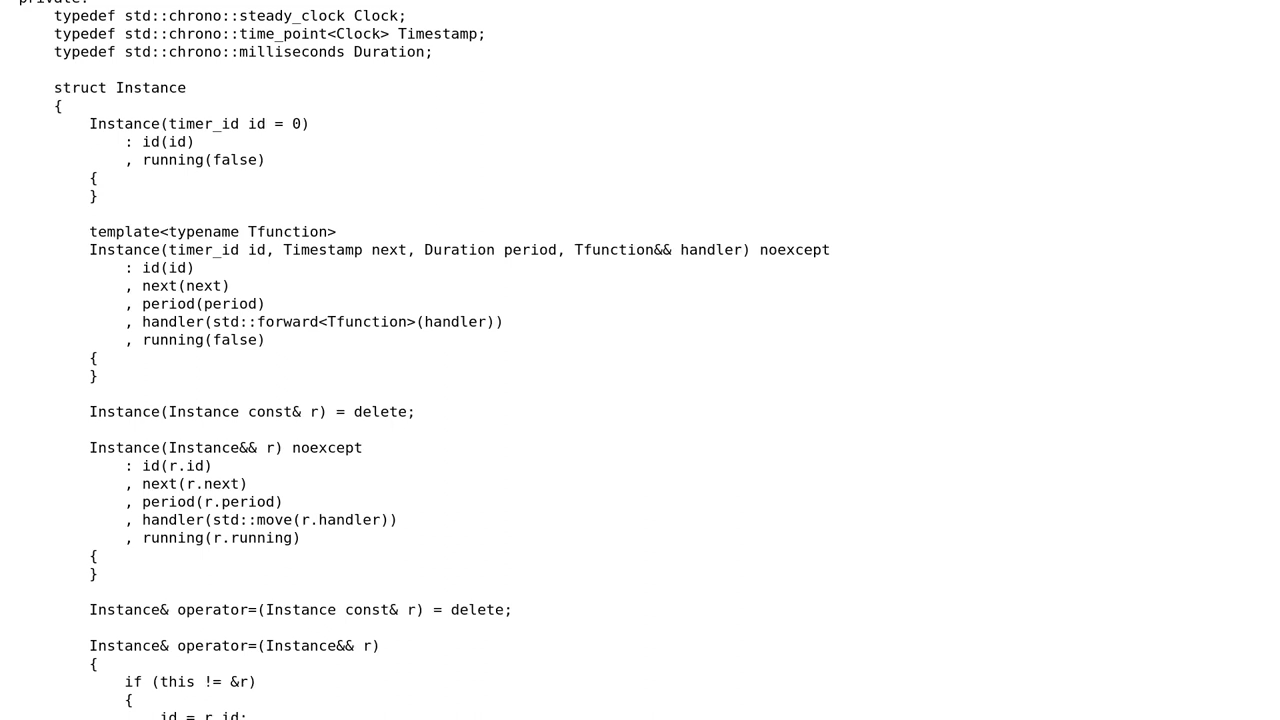 private:
    typedef std::chrono::steady_clock Clock;
    typedef std::chrono::time_point<Clock> Timestamp;
    typedef std::chrono::milliseconds Duration;

    struct Instance
    {
        Instance(timer_id id = 0)
            : id(id)
            , running(false)
        {
        }

        template<typename Tfunction>
        Instance(timer_id id, Timestamp next, Duration period, Tfunction&& handler) noexcept
            : id(id)
            , next(next)
            , period(period)
            , handler(std::forward<Tfunction>(handler))
            , running(false)
        {
        }

        Instance(Instance const& r) = delete;

        Instance(Instance&& r) noexcept
            : id(r.id)
            , next(r.next)
            , period(r.period)
            , handler(std::move(r.handler))
            , running(r.running)
        {
        }

        Instance& operator=(Instance const& r) = delete;

        Instance& operator=(Instance&& r)
        {
            if (this != &r)
            {
                id = r.id;